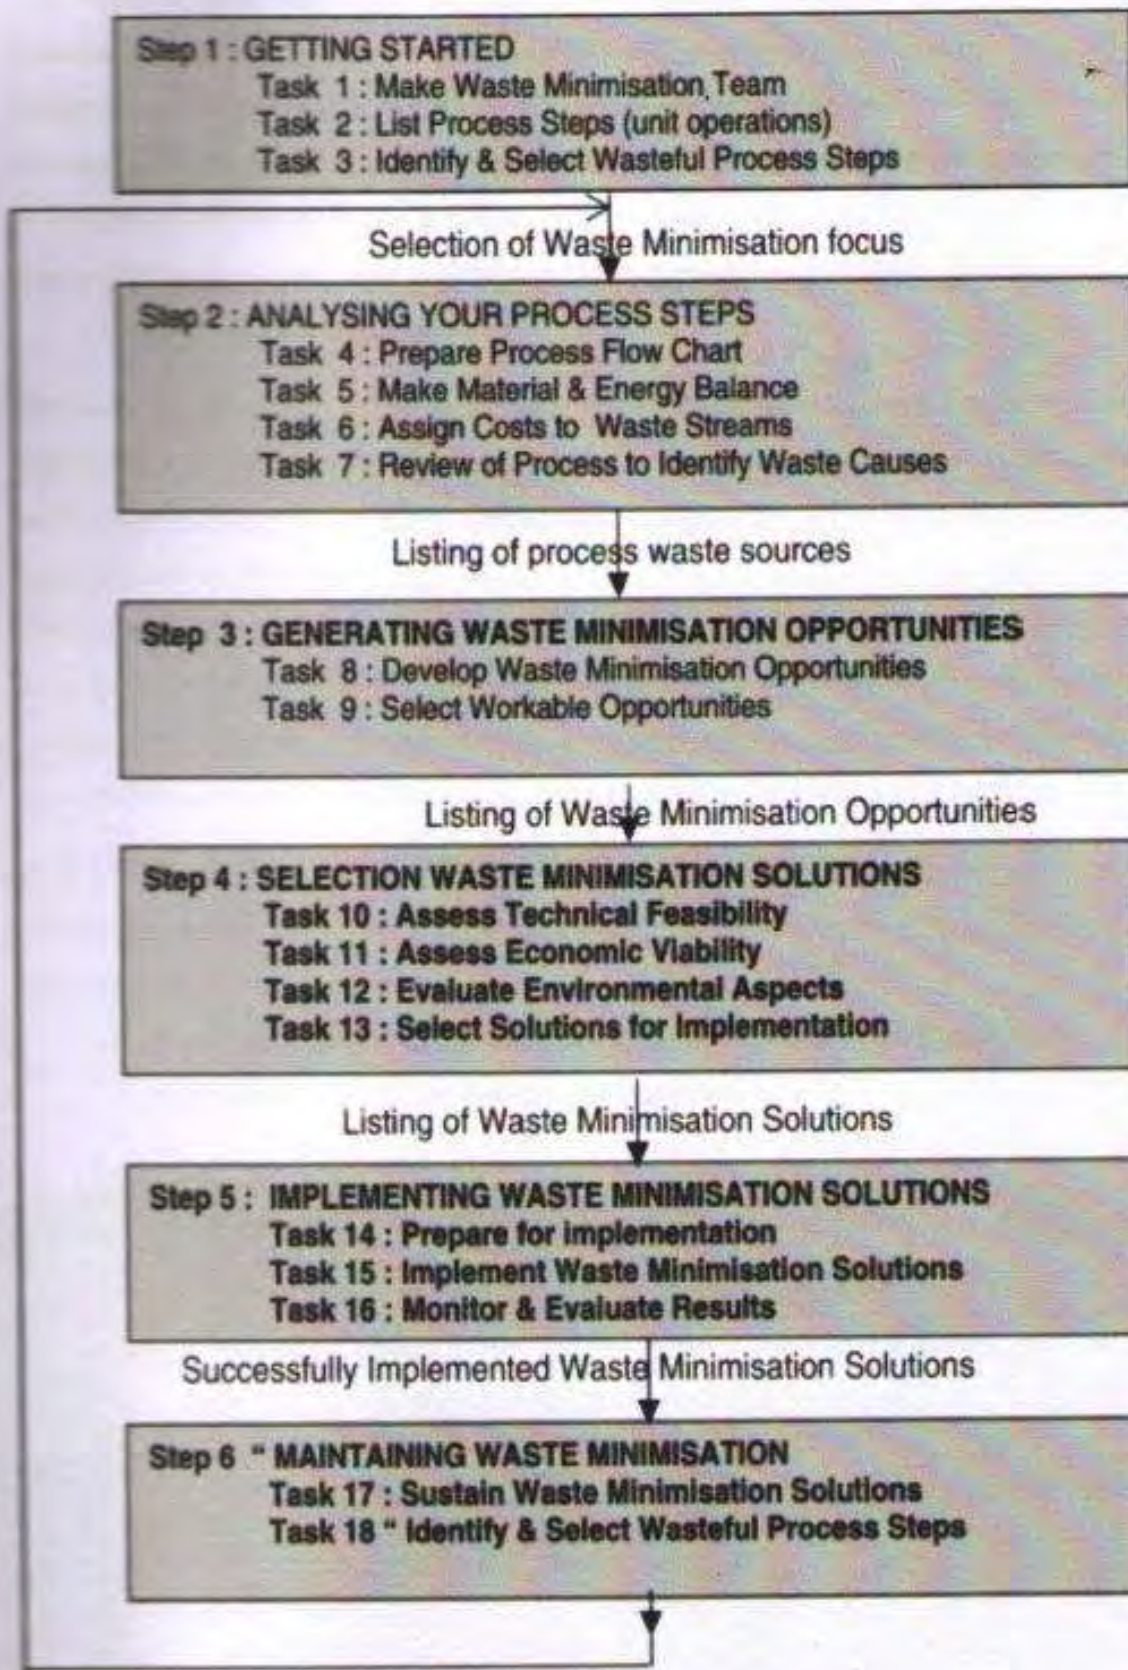 Step 1 : GETTING STARTED
Task 1 : Make Waste Minimisation Team
Task 2 : List Process Steps (unit operations)
Task 3 : Identify & Select Wasteful Process Steps
Selection of Waste Minimisation focus
Step 2 : ANALYSING YOUR PROCESS STEPS
Task 4 : Prepare Process Flow Chart
Task 5 : Make Material & Energy Balance
Task 6 : Assign Costs to Waste Streams
Task 7 : Review of Process to Identify Waste Causes
Listing of process waste sources
Step 3 : GENERATING WASTE MINIMISATION OPPORTUNITIES
Task 8 : Develop Waste Minimisation Opportunities
Task 9 : Select Workable Opportunities
Listing of Waste Minimisation Opportunities
Step 4 : SELECTION WASTE MINIMISATION SOLUTIONS
Task 10 : Assess Technical Feasibility
Task 11 : Assess Economic Viability
Task 12 : Evaluate Environmental Aspects
Task 13 : Select Solutions for Implementation
Listing of Waste Minimisation Solutions
Step 5 : IMPLEMENTING WASTE MINIMISATION SOLUTIONS
Task 14 : Prepare for implementation
Task 15 : Implement Waste Minimisation Solutions
Task 16 : Monitor & Evaluate Results
Successfully Implemented Waste Minimisation Solutions
Step 6 " MAINTAINING WASTE MINIMISATION
Task 17 : Sustain Waste Minimisation Solutions
Task 18 " Identify & Select Wasteful Process Steps